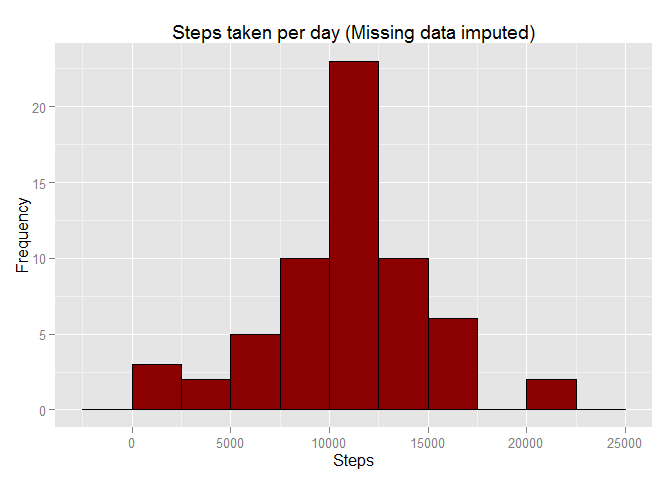 Steps taken per day (Missing data imputed)
20
15
10
5
0
Frequency
0 5000 10000 15000 20000 25000
Steps